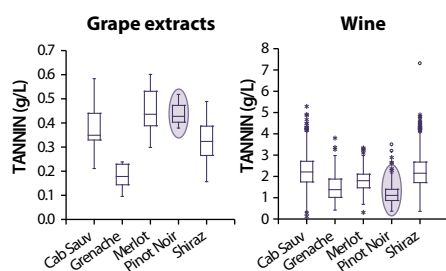 Grape extracts
TANNIN (g/L)
0.7
0.6
0.5
0.4
0.3
0.2
0.1
0.0
Cab Sauv
Grenache
Merlot
Pinot Noir
Shiraz
Wine
TANNIN (g/L)
8
7
6
5
4
3
2
1
0
Cab Sauv
Grenache
Merlot
Pinot Noir
Shiraz